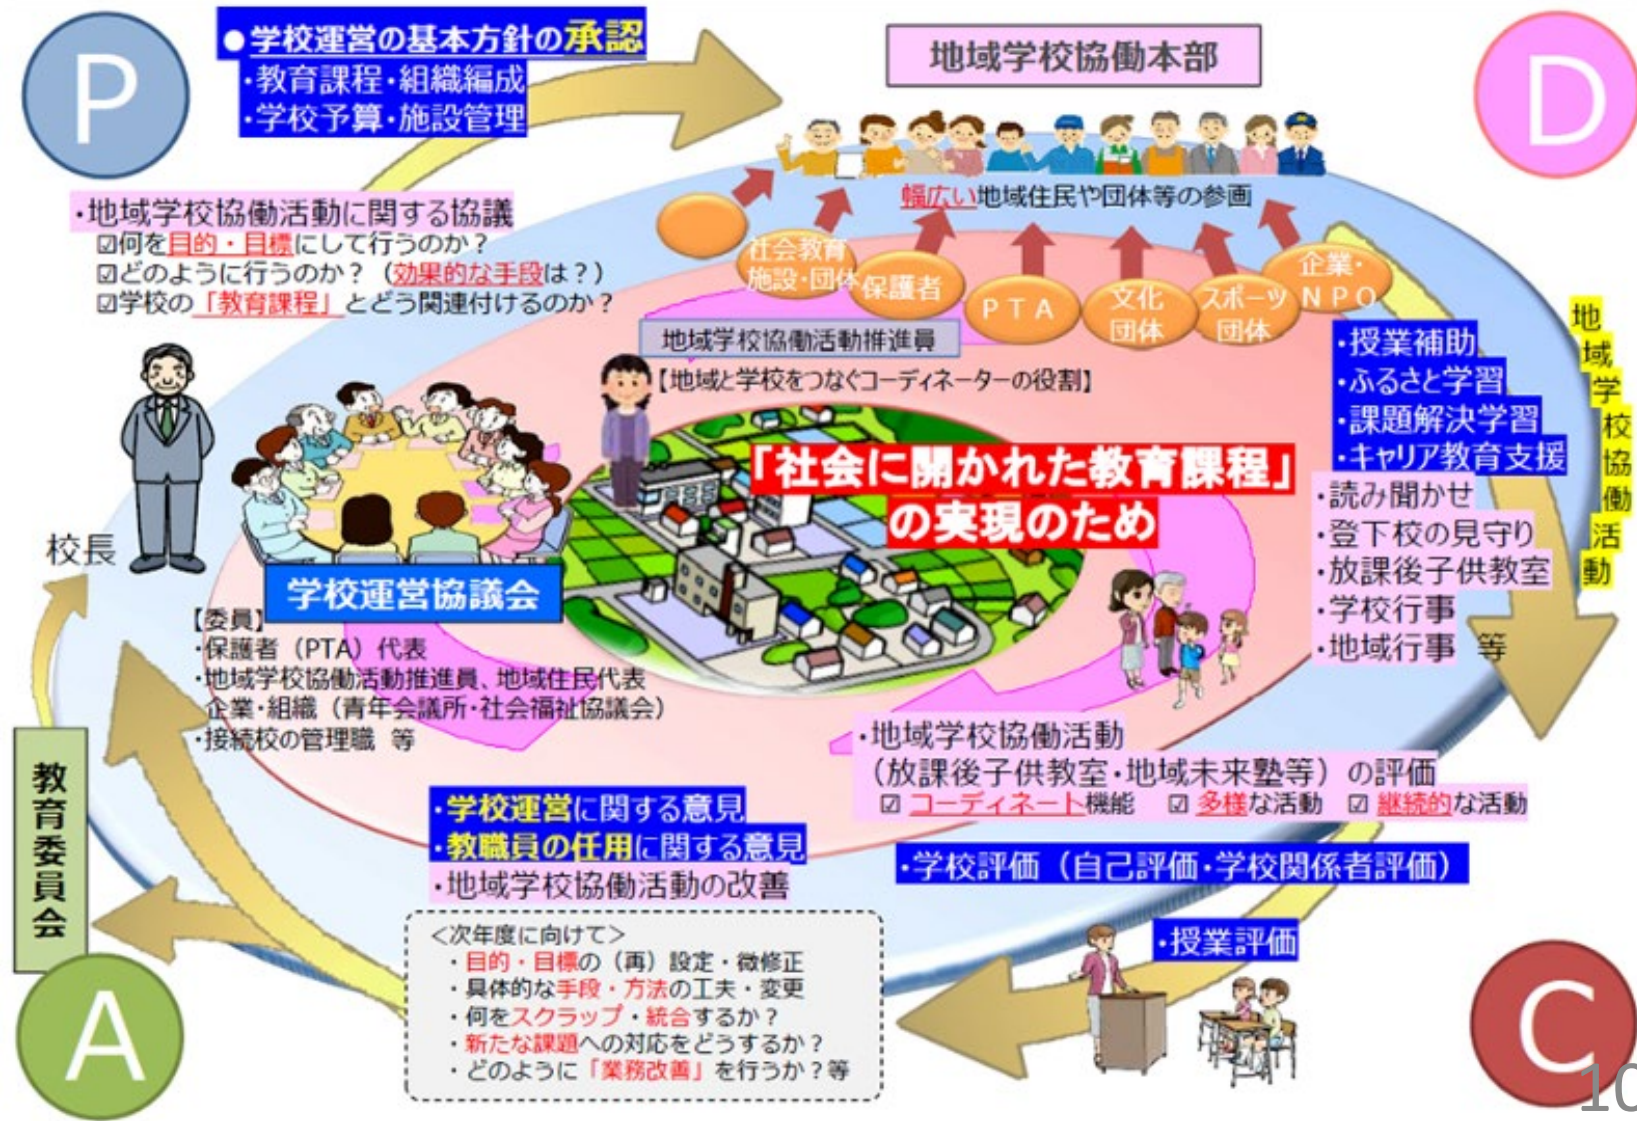 P
●学校運営の基本方針の承認
・教育課程・組織編成
・学校予算・施設管理
・地域学校協働活動に関する協議
☑何を目的・目標にして行うのか？
☑どのように行うのか？（効果的な手段は？）
☑学校の「教育課程」とどう関連付けるのか？
地域学校協働本部
D
幅広い地域住民や団体等の参画
社会教育
施設・団体
保護者
ＰＴＡ
文化
団体
スポーツ
団体
企業・
ＮＰＯ
地域学校協働活動推進員
【地域と学校をつなぐコーディネーターの役割】
「社会に開かれた教育課程」
の実現のため
地域学校協働活動
・授業補助
・ふるさと学習
・課題解決学習
・キャリア教育支援
・読み聞かせ
・登下校の見守り
・放課後子供教室
・学校行事
・地域行事 等
校長
学校運営協議会
【委員】
・保護者（PTA）代表
・地域学校協働活動推進員、地域住民代表
企業・組織（青年会議所・社会福祉協議会）
・接続校の管理職 等
・地域学校協働活動
（放課後子供教室・地域未来塾等）の評価
☑ コーディネート機能 ☑ 多様な活動 ☑ 継続的な活動
・学校評価（自己評価・学校関係者評価）
・授業評価
C
・学校運営に関する意見
・教職員の任用に関する意見
・地域学校協働活動の改善
＜次年度に向けて＞
・目的・目標の（再）設定・微修正
・具体的な手段・方法の工夫・変更
・何をスクラップ・統合するか？
・新たな課題への対応をどうするか？
・どのように「業務改善」を行うか？等
教育委員会
A
10